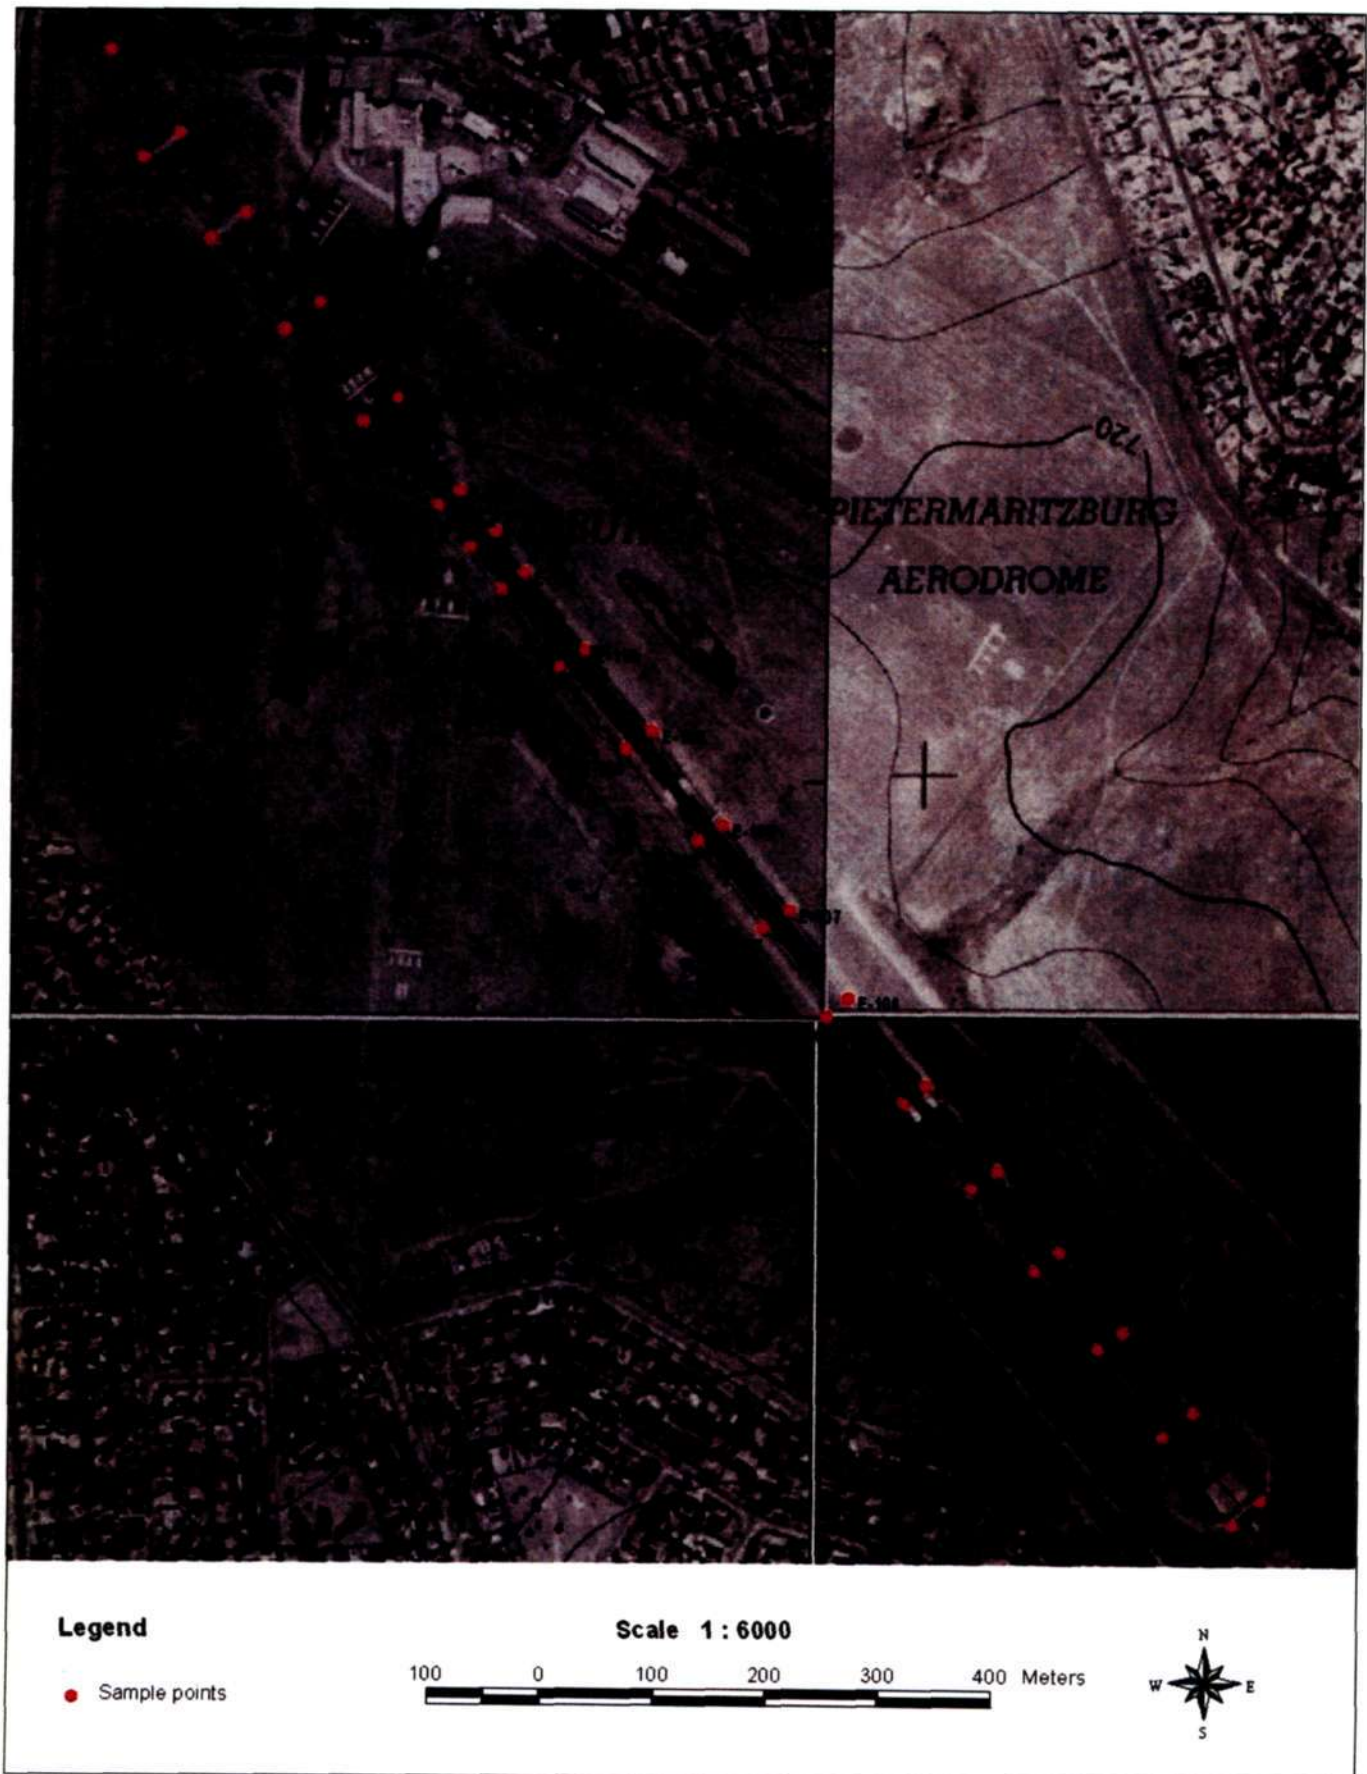 720
PIETERMARITZBURG
AERODROME
Legend
Sample points
Scale 1 : 6000
100 0 100 200 300 400 Meters
N
W E
S